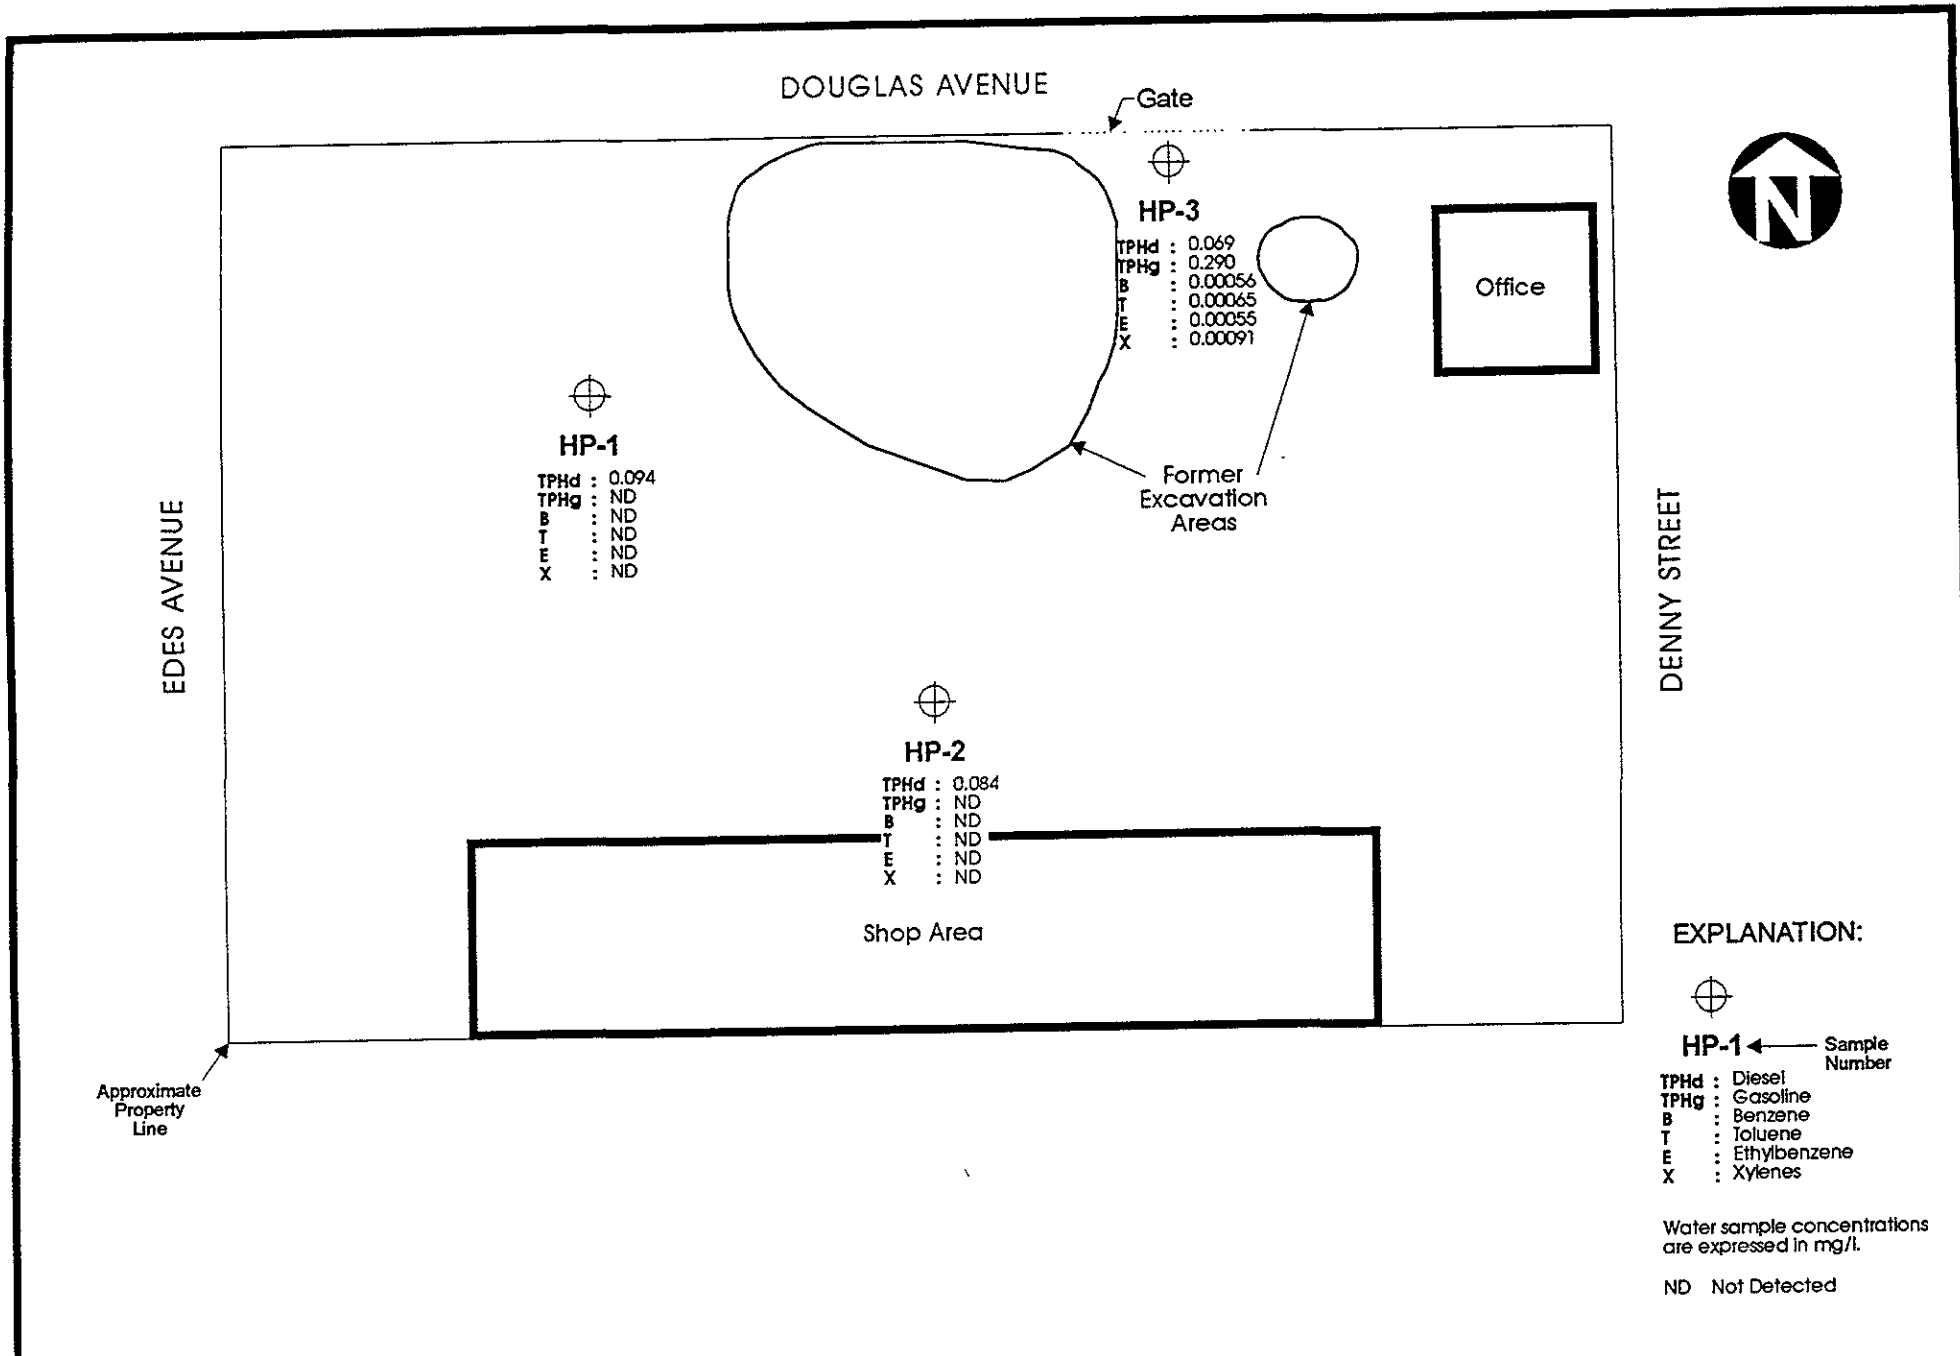 DOUGLAS AVENUE
Gate
N
HP-3
TPHd : 0.069
TPHg : 0.290
B : 0.00056
T : 0.00065
E : 0.00055
X : 0.00091
Office
HP-1
TPHd : 0.094
TPHg : ND
B : ND
T : ND
E : ND
X : ND
Former
Excavation
Areas
EDES AVENUE
DENNY STREET
HP-2
TPHd : 0.084
TPHg : ND
B : ND
T : ND
E : ND
X : ND
Shop Area
Approximate
Property
Line
EXPLANATION:
HP-1
Sample
Number
TPHd : Diesel
TPHg : Gasoline
B : Benzene
T : Toluene
E : Ethylbenzene
X : Xylenes
Water sample concentrations
are expressed in mg/l.
ND Not Detected